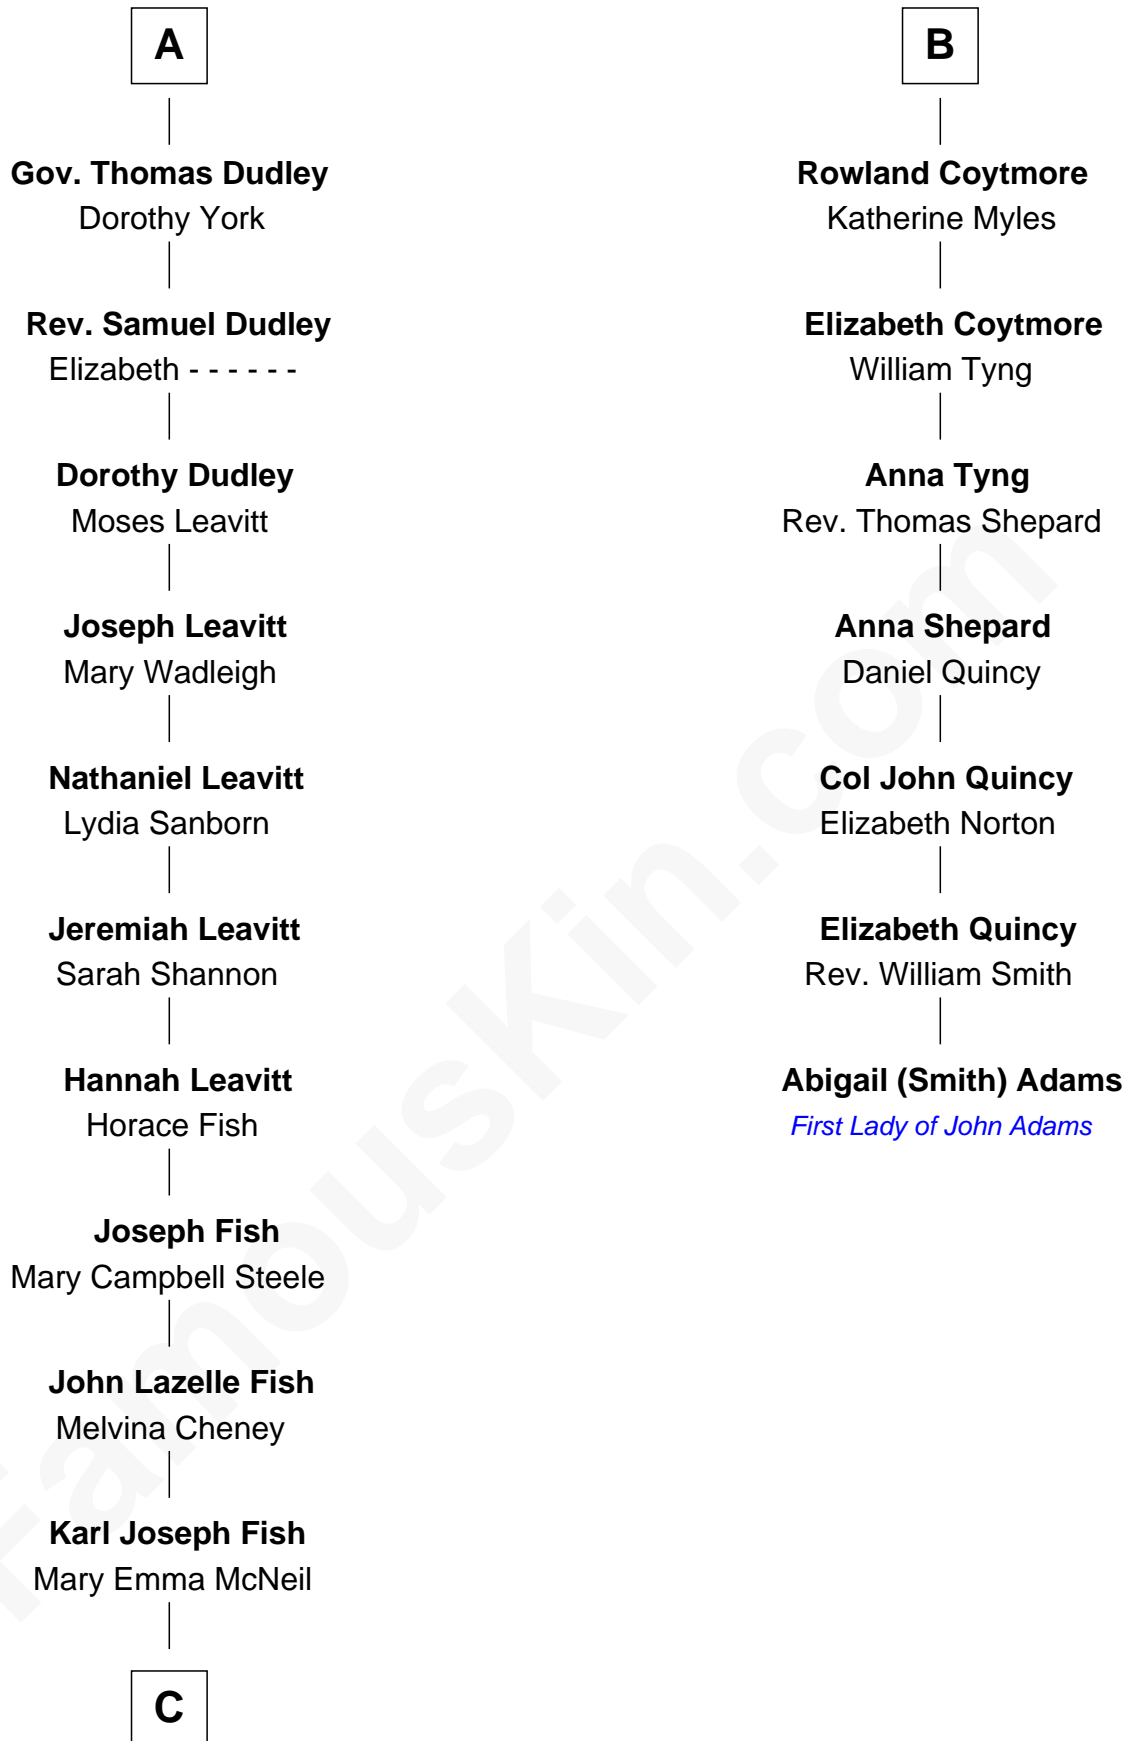 A
Gov. Thomas Dudley
Dorothy York
Rev. Samuel Dudley
Elizabeth - - - - - -
Dorothy Dudley
Moses Leavitt
Joseph Leavitt
Mary Wadleigh
Nathaniel Leavitt
Lydia Sanborn
Jeremiah Leavitt
Sarah Shannon
Hannah Leavitt
Horace Fish
Joseph Fish
Mary Campbell Steele
John Lazelle Fish
Melvina Cheney
Karl Joseph Fish
Mary Emma McNeil
C
B
Rowland Coytmore
Katherine Myles
Elizabeth Coytmore
William Tyng
Anna Tyng
Rev. Thomas Shepard
Anna Shepard
Daniel Quincy
Col John Quincy
Elizabeth Norton
Elizabeth Quincy
Rev. William Smith
Abigail (Smith) Adams
First Lady of John Adams
FamousKin.com